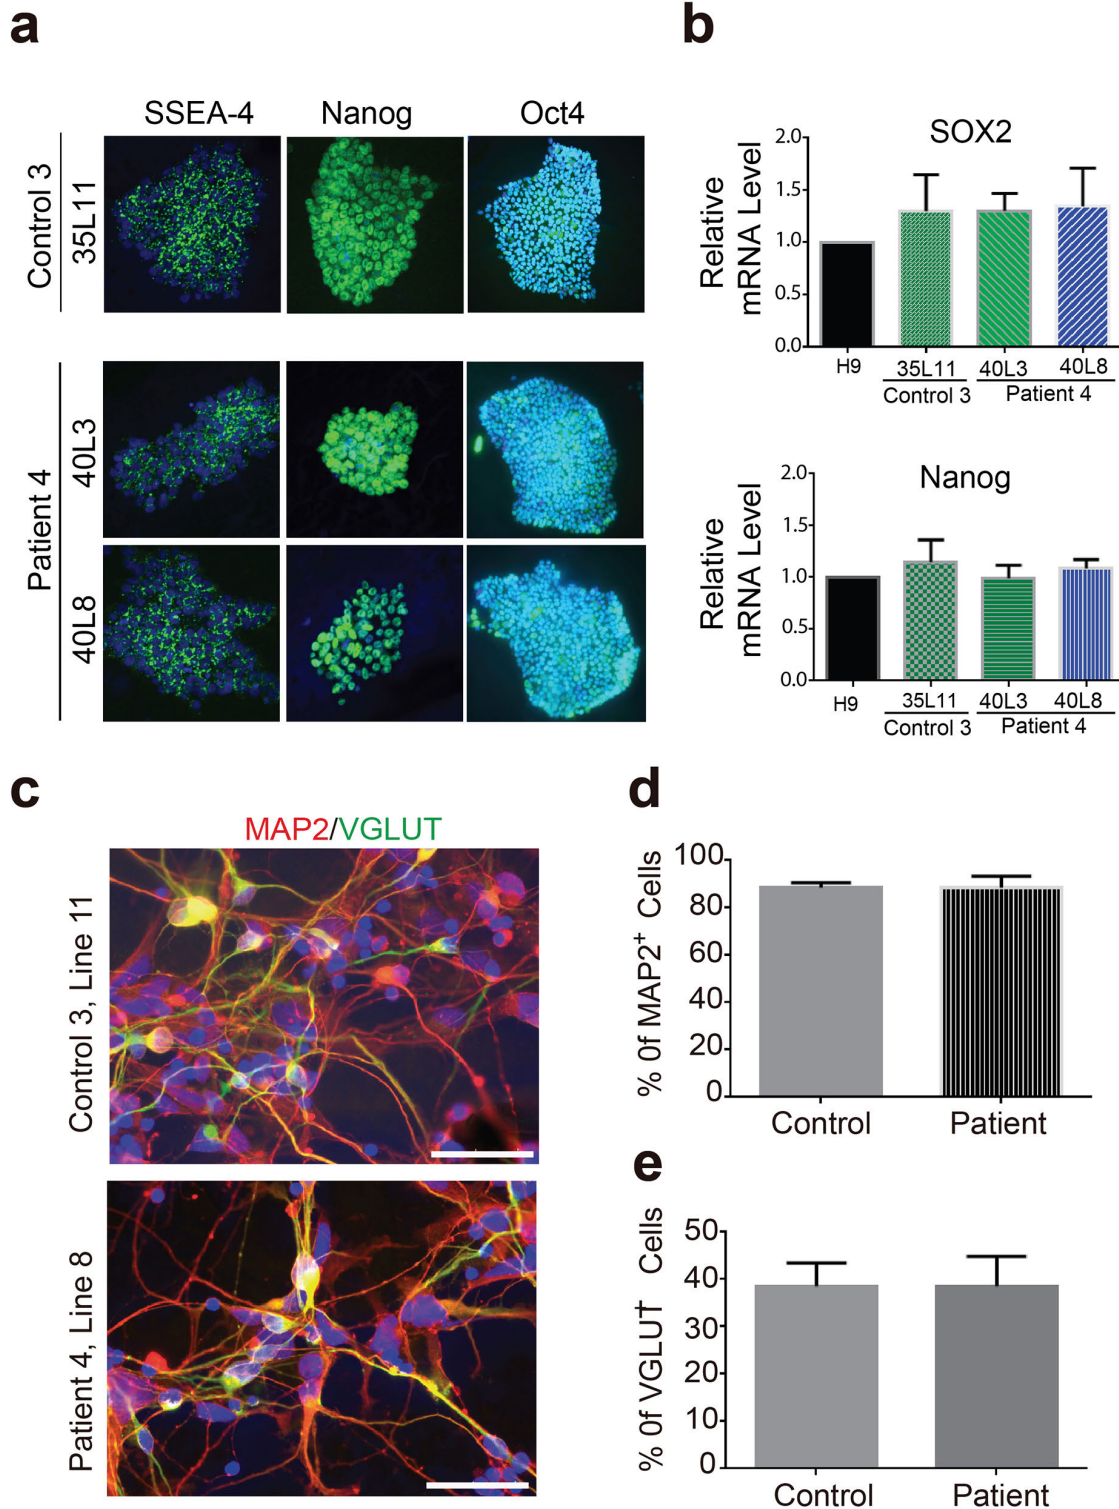 a
SSEA-4 Nanog Oct4
Control 3
35L11
Patient 4
40L3
40L8
b
SOX2
Relative
mRNA Level
2.0
1.5
1.0
0.5
0.0
H9 35L11 40L3 40L8
Control 3 Patient 4
Nanog
Relative
mRNA Level
2.0
1.5
1.0
0.5
0.0
H9 35L11 40L3 40L8
Control 3 Patient 4
c
MAP2/VGLUT
Control 3, Line 11
Patient 4, Line 8
d
% 0f MAP2+ Cells
100
80
60
40
20
0
Control Patient
e
% 0f VGLUT+ Cells
50
40
30
20
10
0
Control Patient